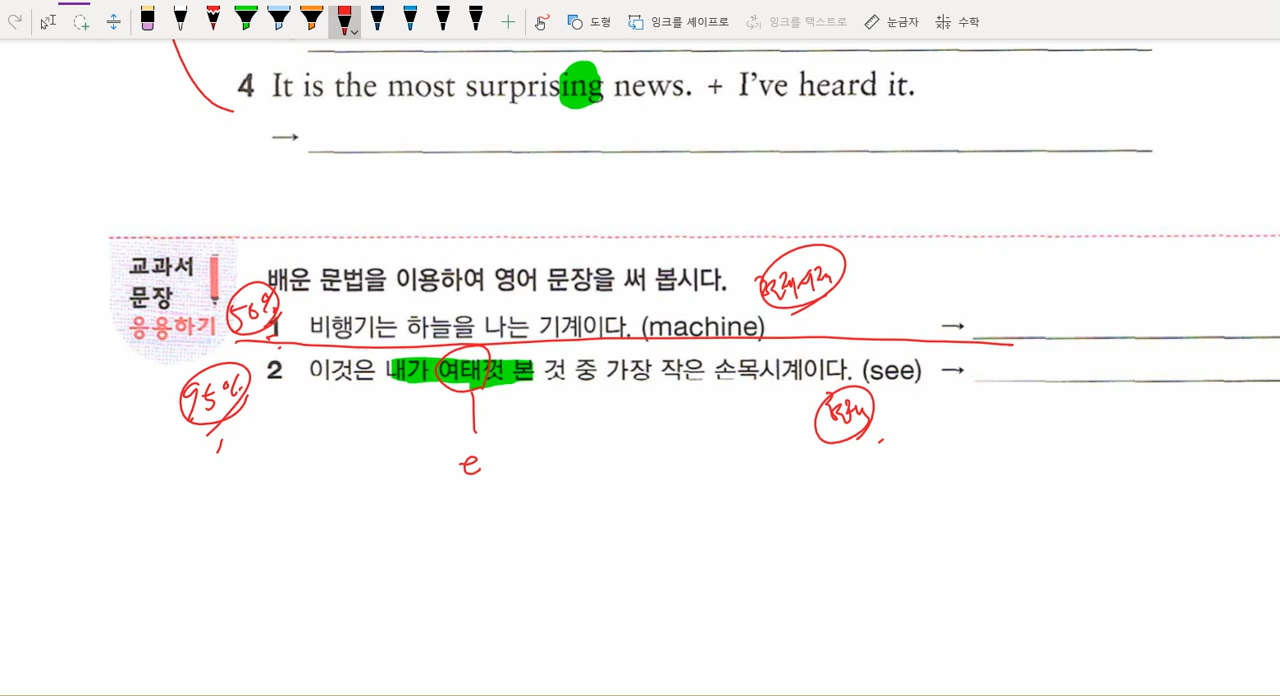 도형 잉크를 셰이프로 잉크를 텍스트로 눈금자 수학
4 It is the most surprising news. + I've heard it.
→
교과서
문장
응용하기
배운 문법을 이용하여 영어 문장을 써 봅시다.
50%
1 비행기는 하늘을 나는 기계이다. (machine) →
95%
2 이것은 내가 여태껏 본 것 중 가장 작은 손목시계이다. (see) →
e